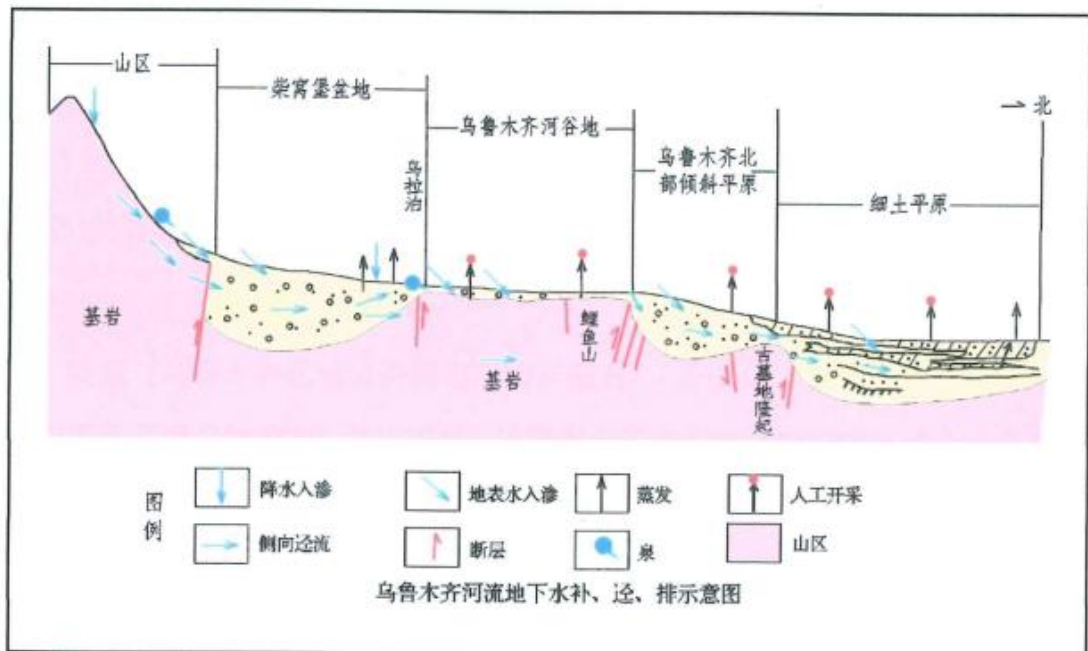 山区
柴窝堡盆地
乌鲁木齐河谷地
乌鲁木齐北
部倾斜平原
细土平原
北
乌拉泊
基岩
鲤鱼山
基岩
古基地隆起
图例
降水入渗
地表水入渗
蒸发
人工开采
侧向迳流
断层
泉
山区
乌鲁木齐河流地下水补、迳、排示意图